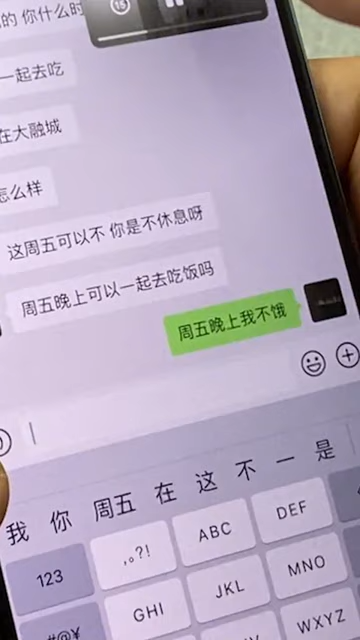 的 你什么时
一起去吃
在大融城
怎么样
这周五可以不 你是不休息呀
周五晚上可以一起去吃饭吗
周五晚上我不饿
我 你 周五 在 这 不 一 是
123 ,。?! ABC DEF
#@¥ GHI JKL MNO
WXYZ